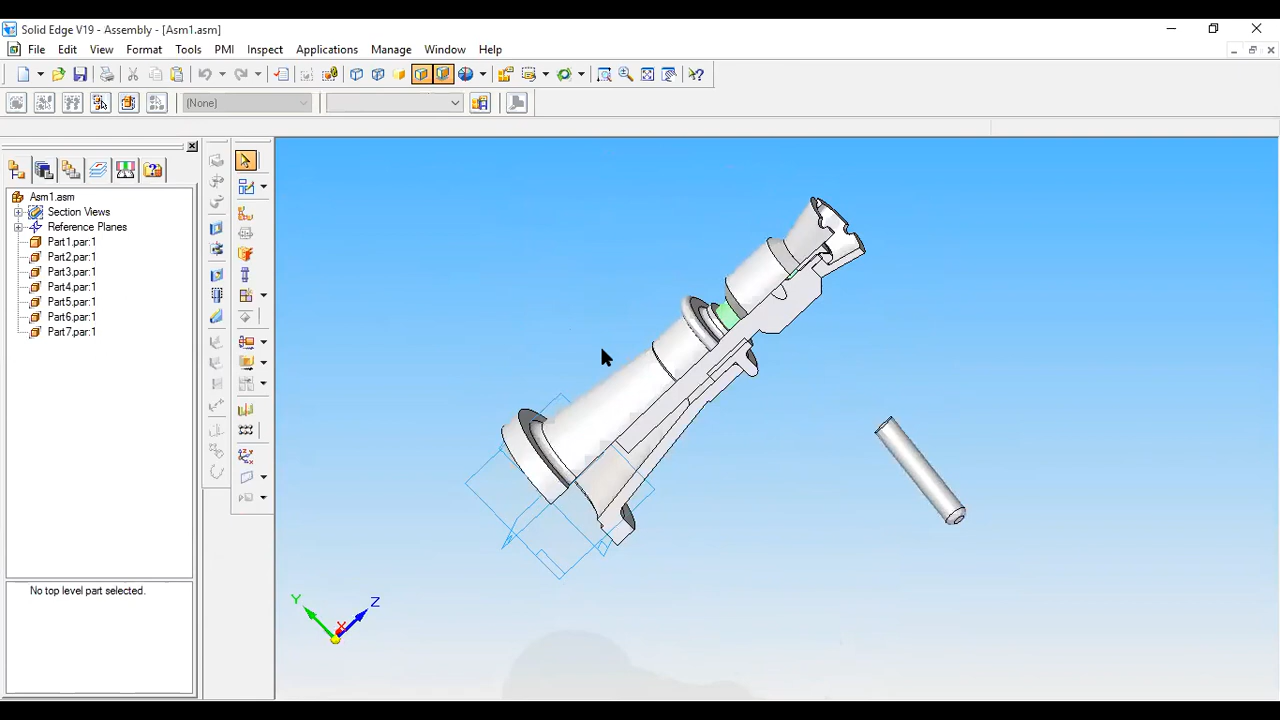 Solid Edge V19 - Assembly - [Asm1.asm]
File Edit View Format Tools PMI Inspect Applications Manage Window Help
(None)
Asm1.asm
Section Views
Reference Planes
Part1.par:1
Part2.par:1
Part3.par:1
Part4.par:1
Part5.par:1
Part6.par:1
Part7.par:1
No top level part selected.
Y
X
Z